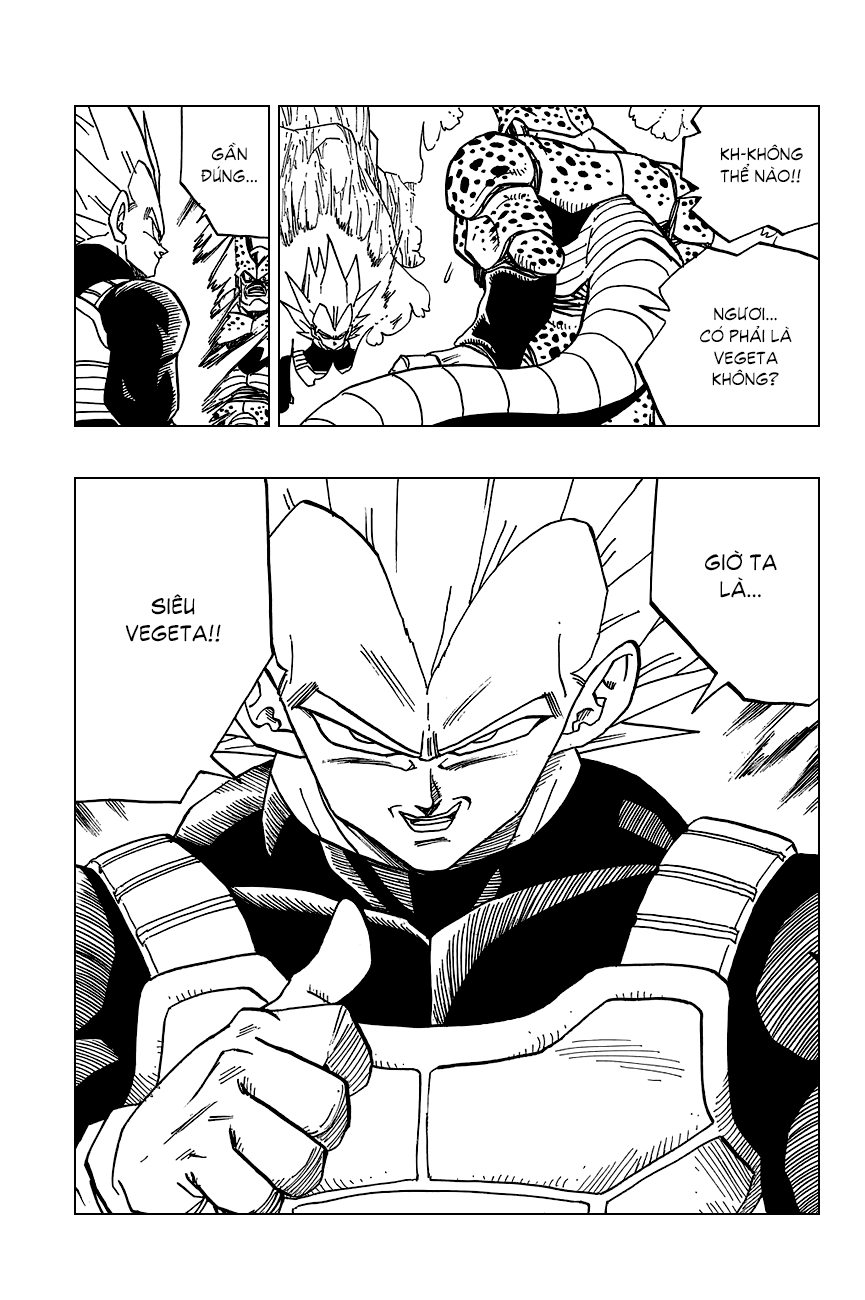 KH-KHÔNG
THỂ NÀO!!
NGƯƠI...
CÓ PHẢI LÀ
VEGETA
KHÔNG?
GẦN
ĐÚNG...
GIỜ TA
LÀ...
SIÊU
VEGETA!!